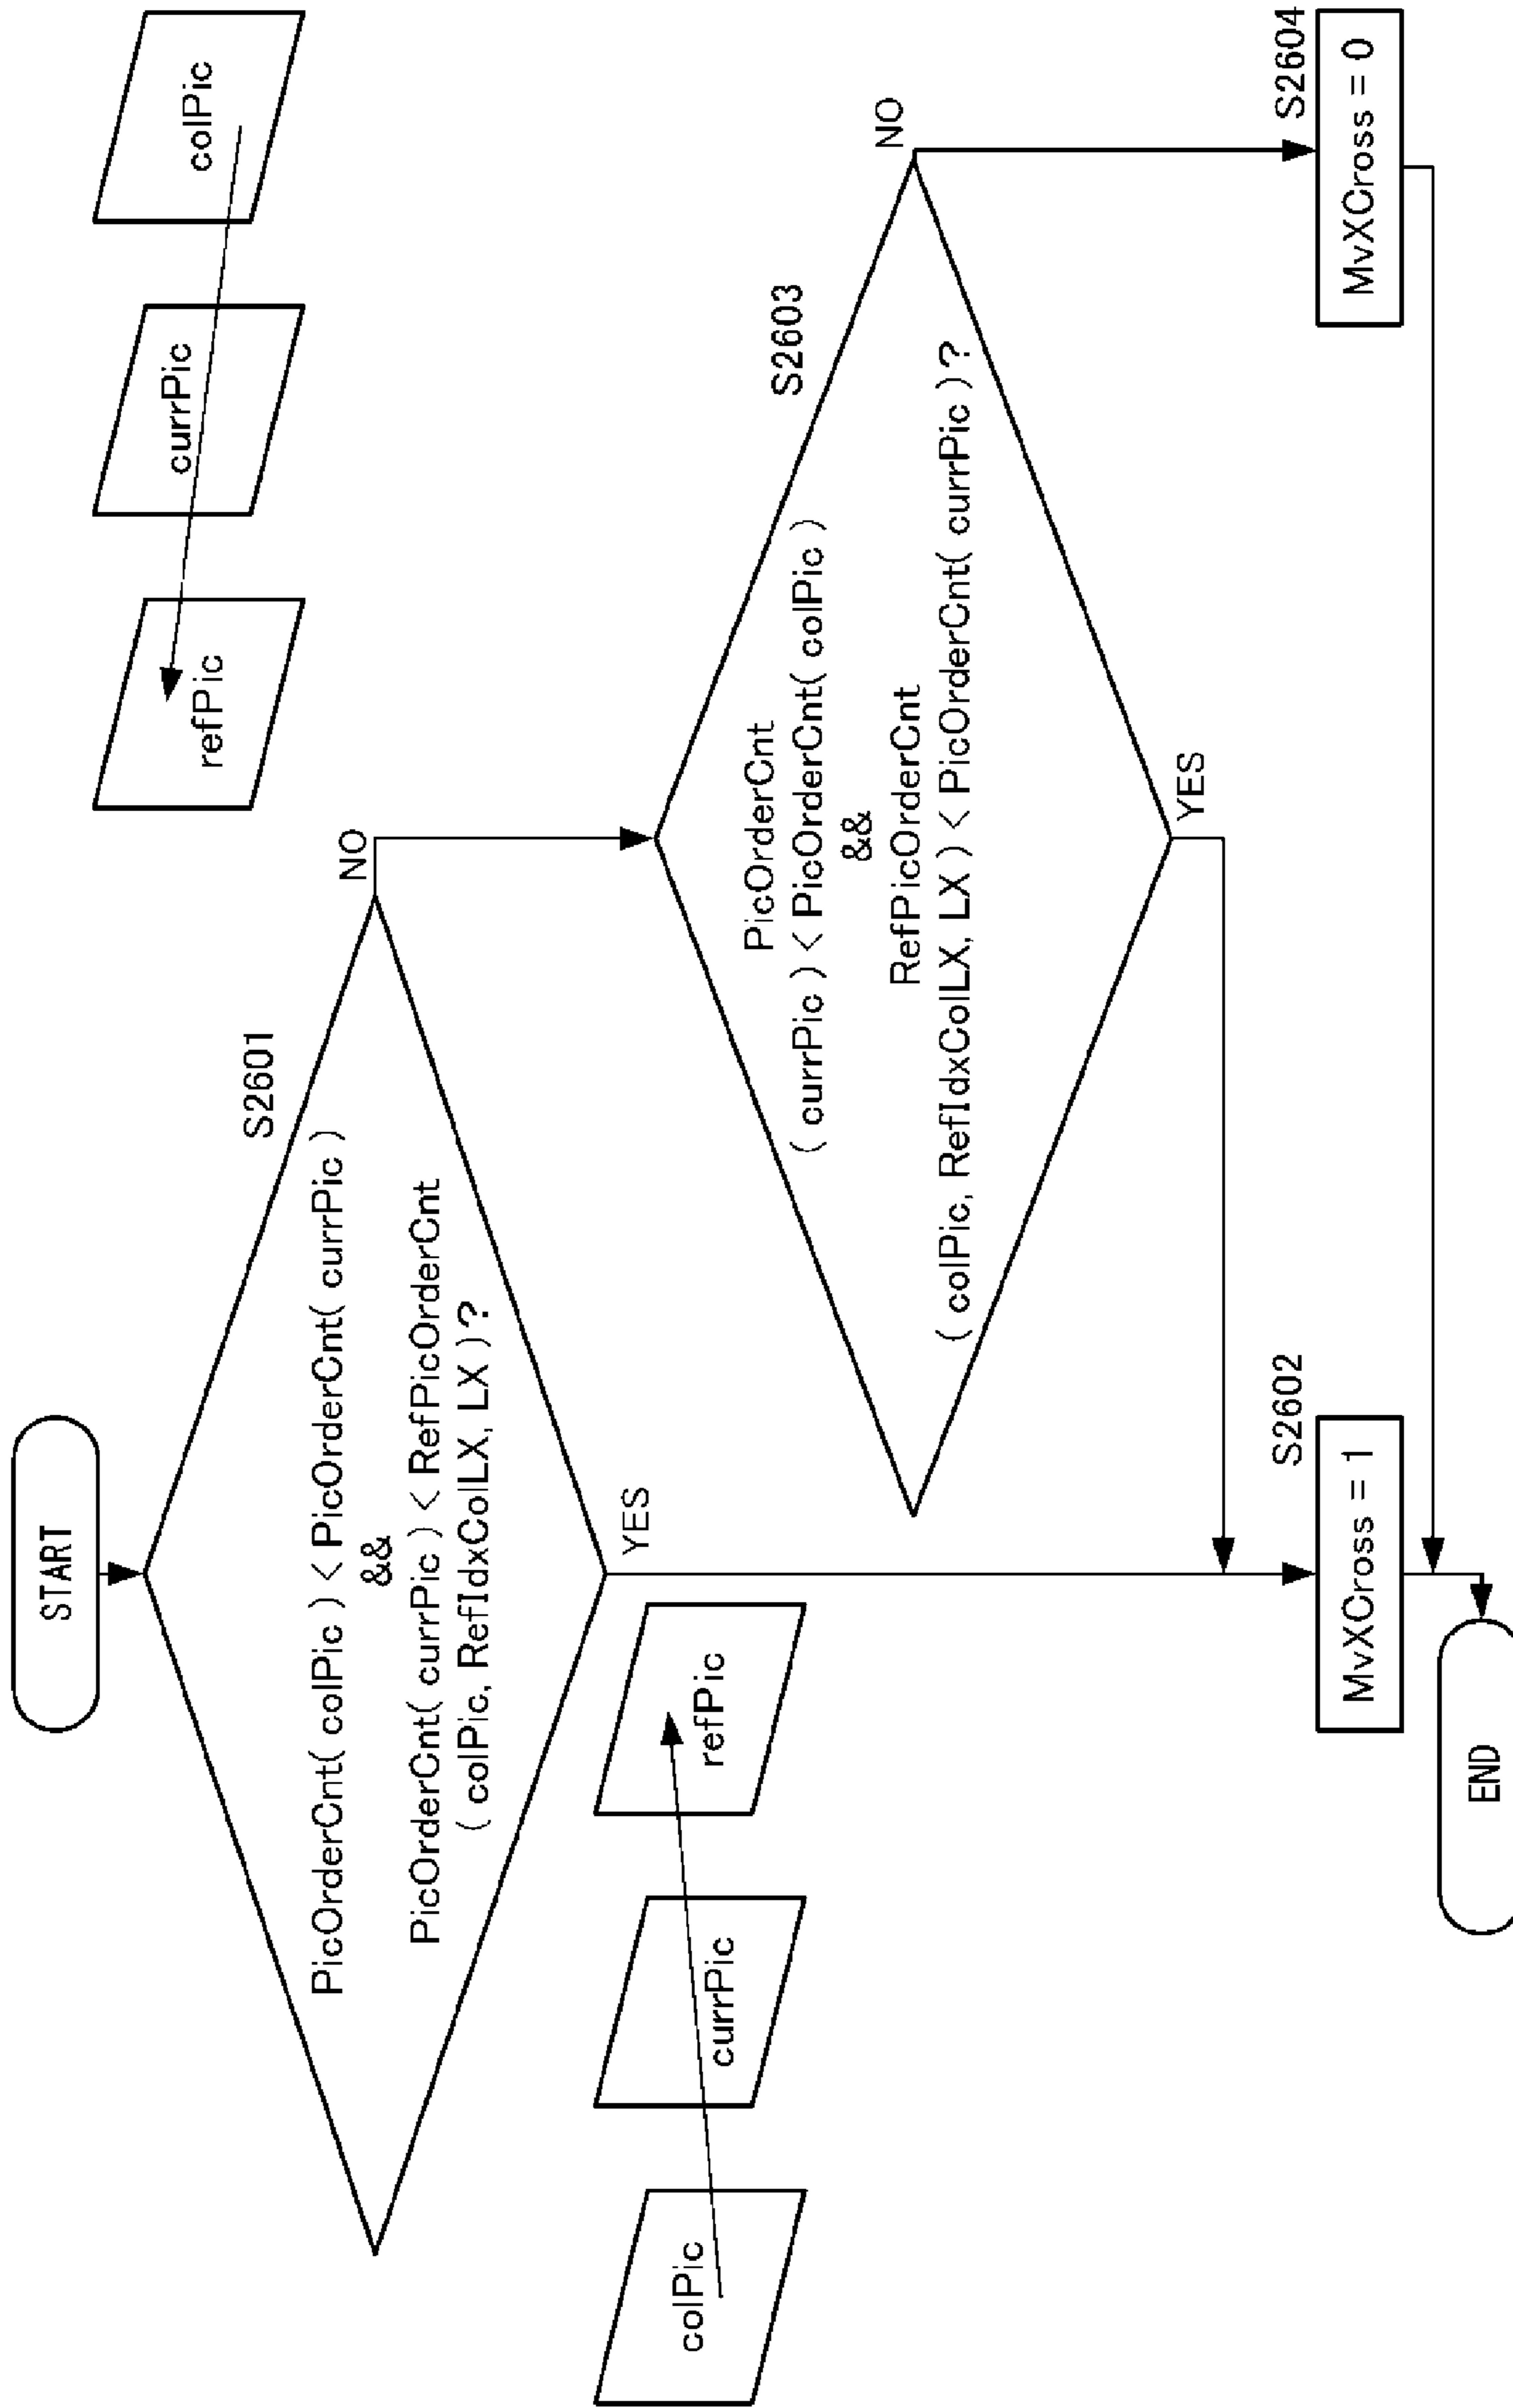 START
S2601
PicOrderCnt( colPic ) < PicOrderCnt( currPic )
&&
PicOrderCnt( currPic ) < RefPicOrderCnt
( colPic, RefIdxColLX, LX )?
NO
YES
refPic
currPic
colPic
colPic
currPic
refPic
S2603
PicOrderCnt
( currPic ) < PicOrderCnt( colPic )
&&
RefPicOrderCnt
( colPic, RefIdxColLX, LX ) < PicOrderCnt( currPic )?
NO
YES
S2602
MvXCross = 1
S2604
MvXCross = 0
END